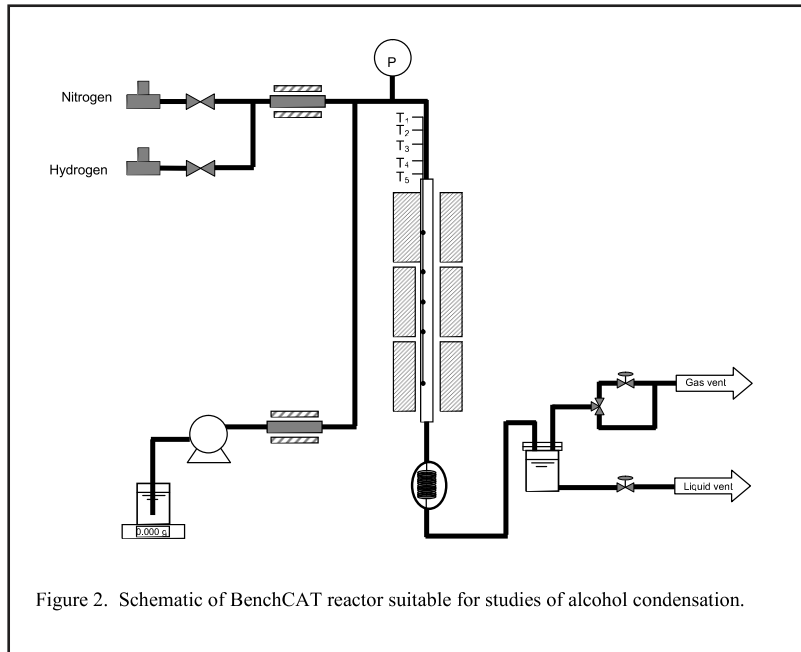 P
Nitrogen
T1
T2
T3
Hydrogen
T4
T5
Gas vent
Liquid vent
0.000 g
Figure 2. Schematic of BenchCAT reactor suitable for studies of alcohol condensation.